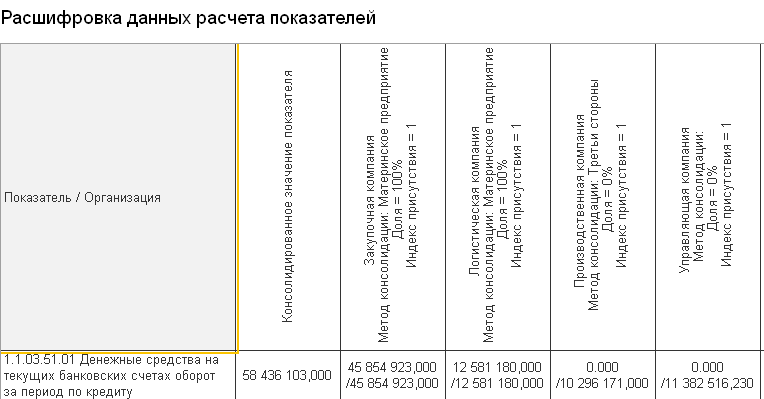 Расшифровка данных расчета показателей
Показатель / Организация
Консолидированное значение показателя
Закупочная компания
Метод консолидации: Материнское предприятие
Доля = 100%
Индекс присутствия = 1
Логистическая компания
Метод консолидации: Материнское предприятие
Доля = 100%
Индекс присутствия = 1
Производственная компания
Метод консолидации: Третьи стороны
Доля = 0%
Индекс присутствия = 1
Управляющая компания
Метод консолидации:
Доля = 0%
Индекс присутствия = 1
1.1.03.51.01 Денежные средства на
текущих банковских счетах оборот
за период по кредиту
58 436 103,000
45 854 923,000
/45 854 923,000
12 581 180,000
/12 581 180,000
0.000
/10 296 171,000
0.000
/11 382 516,230